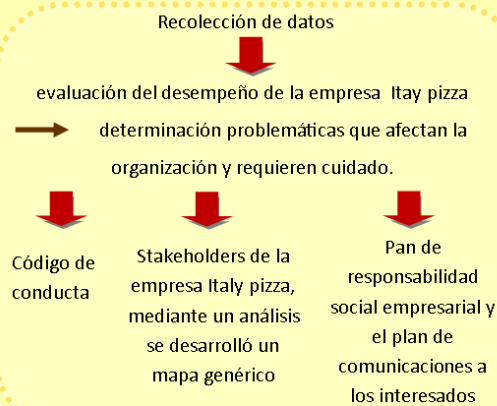 Recolección de datos
evaluación del desempeño de la empresa Itay pizza
determinación problemáticas que afectan la
organización y requieren cuidado.
Código de
conducta
Stakeholders de la
empresa Italy pizza,
mediante un análisis
se desarrolló un
mapa genérico
Pan de
responsabilidad
social empresarial y
el plan de
comunicaciones a
los interesados